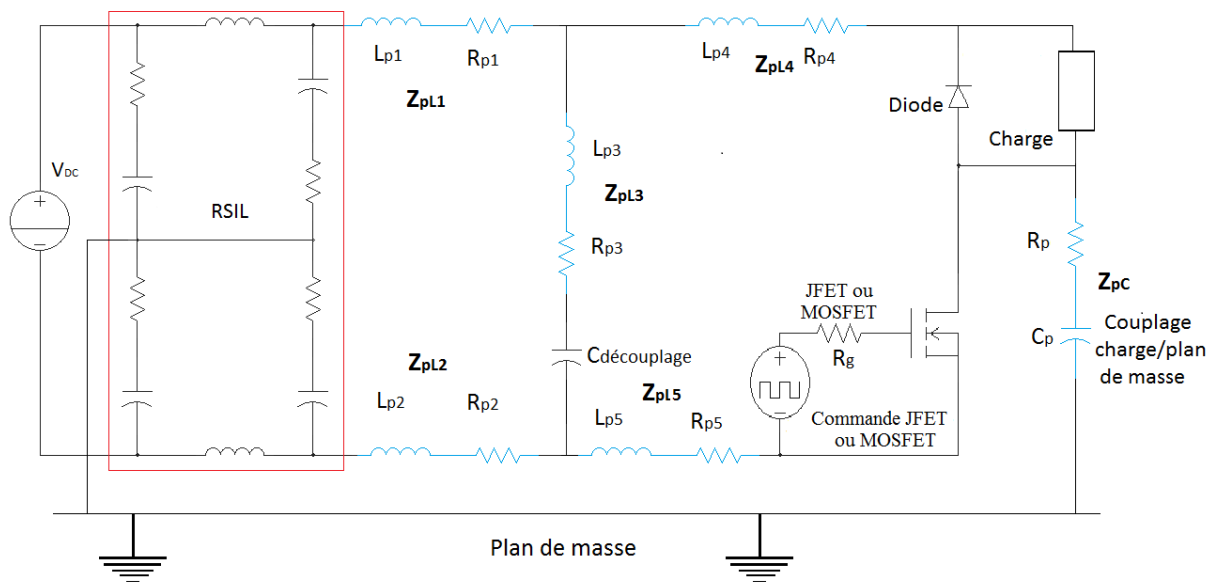 Lp1
Rp1
ZpL1
Lp4
ZpL4
Rp4
Diode
Charge
VDC
RSIL
Lp3
ZpL3
Rp3
Rp
ZpC
Couplage
charge/plan
de masse
Cp
JFET ou
MOSFET
Rg
Cdécouplage
ZpL2
Lp2
Rp2
ZpL5
Lp5
Rp5
Commande JFET
ou MOSFET
Plan de masse